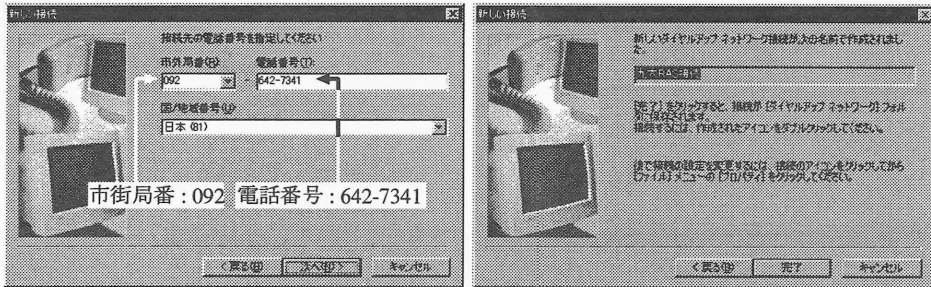 新しい接続
接続先の電話番号を指定してください
市外局番(R): 電話番号(T):
092 - 642-7341
国/地域番号(U)
日本 (81)
市街局番 : 092 電話番号 : 642-7341
< 戻る(B) 次へ(N) > キャンセル
新しい接続
新しいダイヤルアップ ネットワーク接続が次の名前で作成されまし
た
九大RAS接続
[完了] をクリックすると、接続が [ダイヤルアップ ネットワーク] フォル
ダに保存されます。
接続するには、作成されたアイコンをダブルクリックしてください。
後で接続の設定を変更するには、接続のアイコンをクリックしてから
[ファイル] メニューの [プロパティ] をクリックしてください。
< 戻る(B) 完了 キャンセル